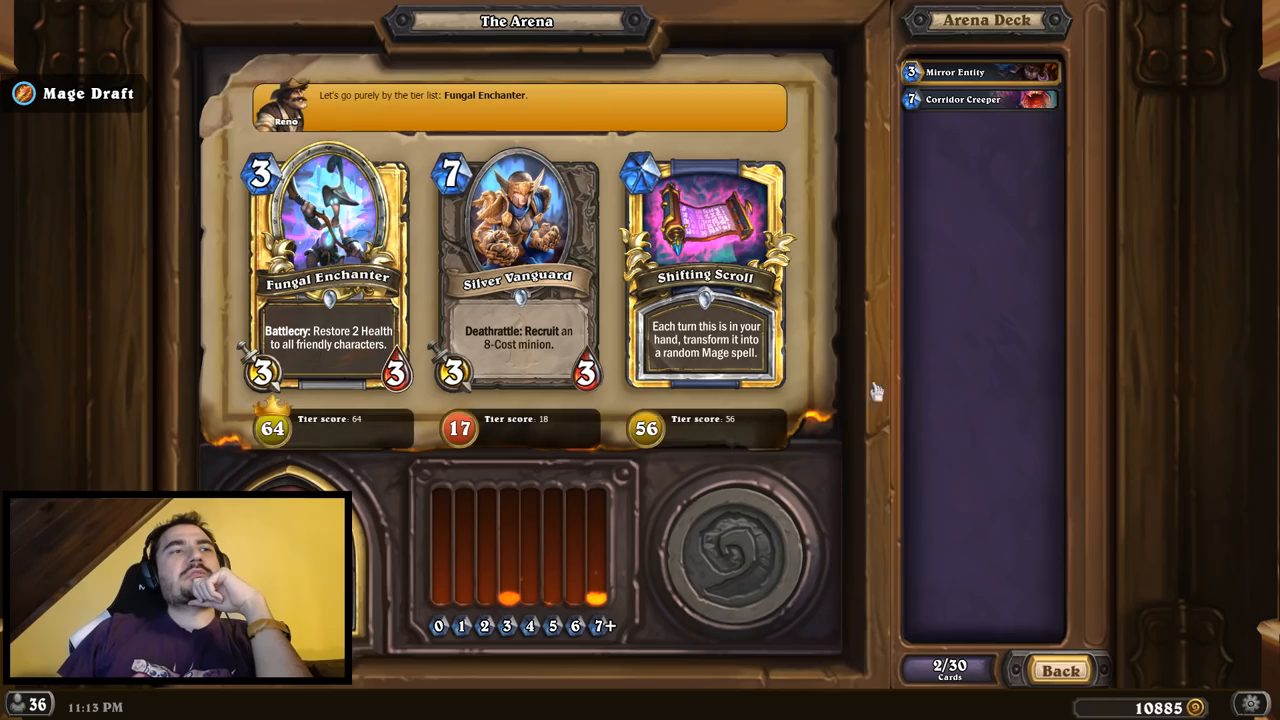 The Arena
Arena Deck
Mage Draft
Let's go purely by the tier list: Fungal Enchanter.
Reno
3 Mirror Entity
7 Corridor Creeper
3
Fungal Enchanter
Battlecry: Restore 2 Health
to all friendly characters.
3
3
7
Silver Vanguard
Deathrattle: Recruit an
8-Cost minion.
3
3
Shifting Scroll
Each turn this is in your
hand, transform it into
a random Mage spell.
64 Tier score: 64
17 Tier score: 18
56 Tier score: 56
0 1 2 3 4 5 6 7+
2/30
Cards
Back
36
11:13 PM
10885